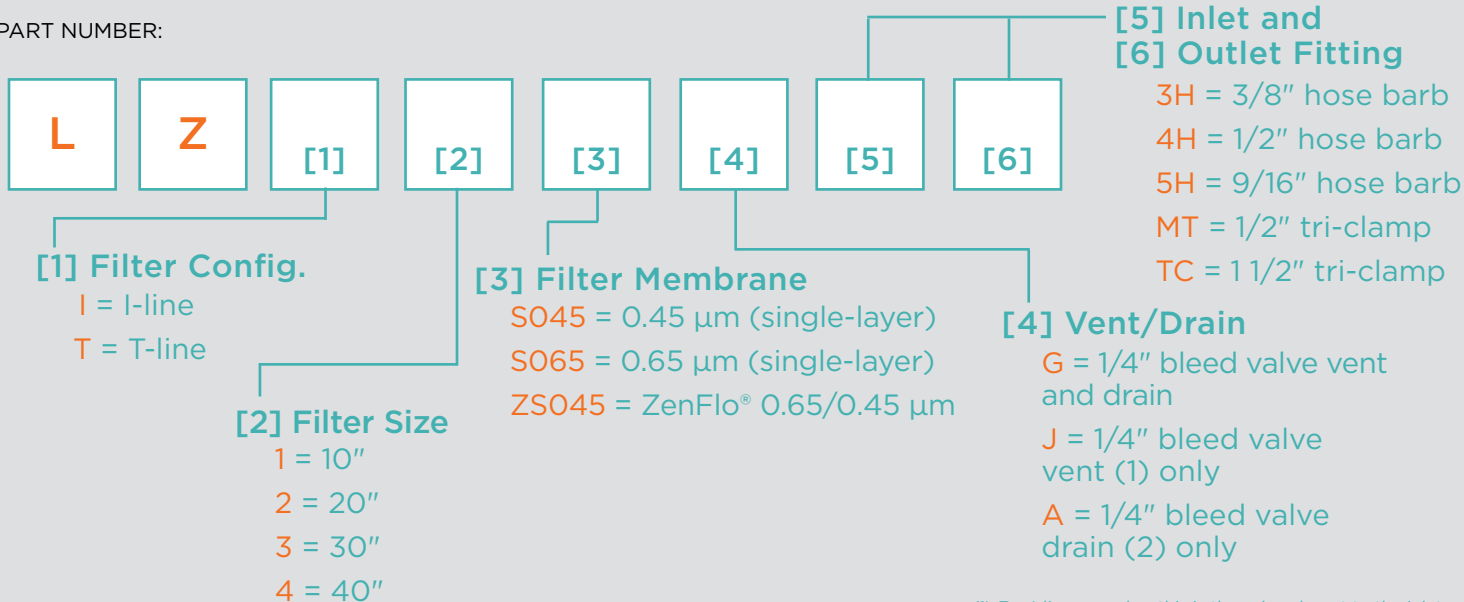 PART NUMBER:
L Z [1] [2] [3] [4] [5] [6]
[1] Filter Config.
I = I-line
T = T-line
[2] Filter Size
1 = 10"
2 = 20"
3 = 30"
4 = 40"
[3] Filter Membrane
S045 = 0.45 µm (single-layer)
S065 = 0.65 µm (single-layer)
ZS045 = ZenFlo® 0.65/0.45 µm
[4] Vent/Drain
G = 1/4" bleed valve vent
and drain
J = 1/4" bleed valve
vent (1) only
A = 1/4" bleed valve
drain (2) only
[5] Inlet and
[6] Outlet Fitting
3H = 3/8" hose barb
4H = 1/2" hose barb
5H = 9/16" hose barb
MT = 1/2" tri-clamp
TC = 1 1/2" tri-clamp